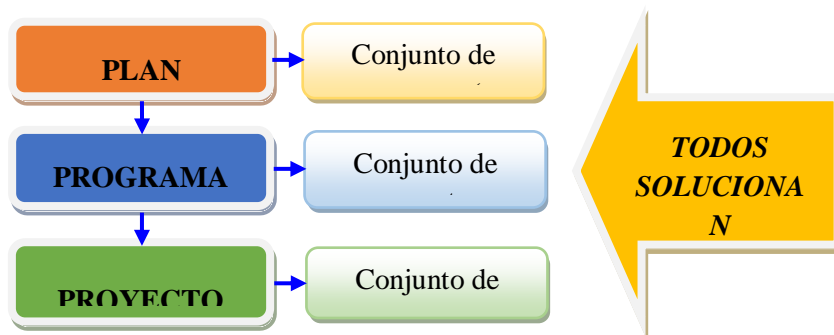 PLAN
Conjunto de
PROGRAMA
Conjunto de
PROYECTO
Conjunto de
TODOS
SOLUCIONA
N